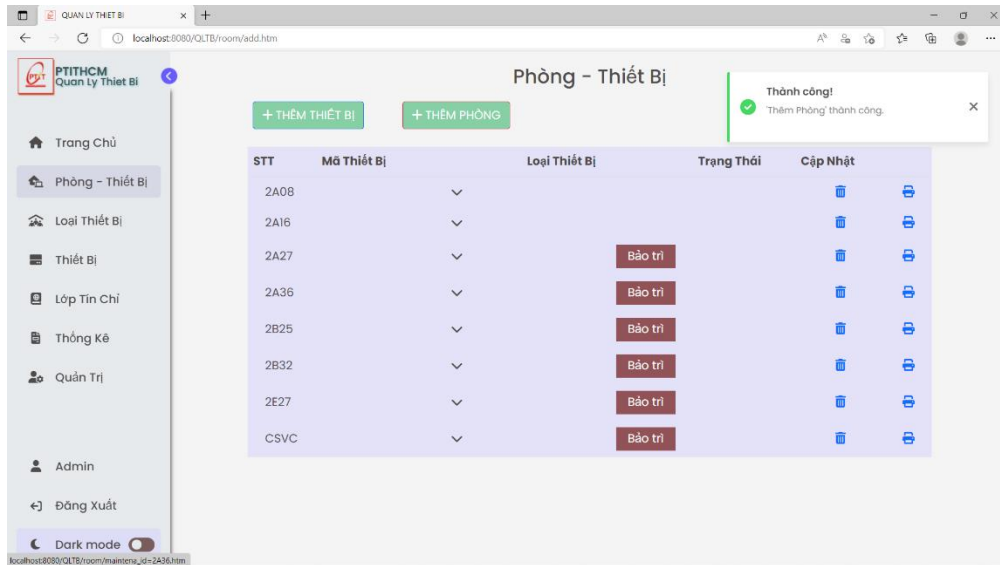 QUAN LY THIET BI
localhost:8080/QLTB/room/add.htm
PTIT
PTITHCM
Quan Ly Thiet Bi
Trang Chủ
Phòng - Thiết Bị
Loại Thiết Bị
Thiết Bị
Lớp Tín Chỉ
Thống Kê
Quản Trị
Admin
Đăng Xuất
Dark mode
localhost:8080/QLTB/room/maintena_id=2A36.htm
Phòng - Thiết Bị
+ THÊM THIẾT BỊ
+ THÊM PHÒNG
Thành công!
'Thêm Phòng' thành công.
STT Mã Thiết Bị Loại Thiết Bị Trạng Thái Cập Nhật
2A08
2A16
2A27 Bảo trì
2A36 Bảo trì
2B25 Bảo trì
2B32 Bảo trì
2E27 Bảo trì
CSVC Bảo trì